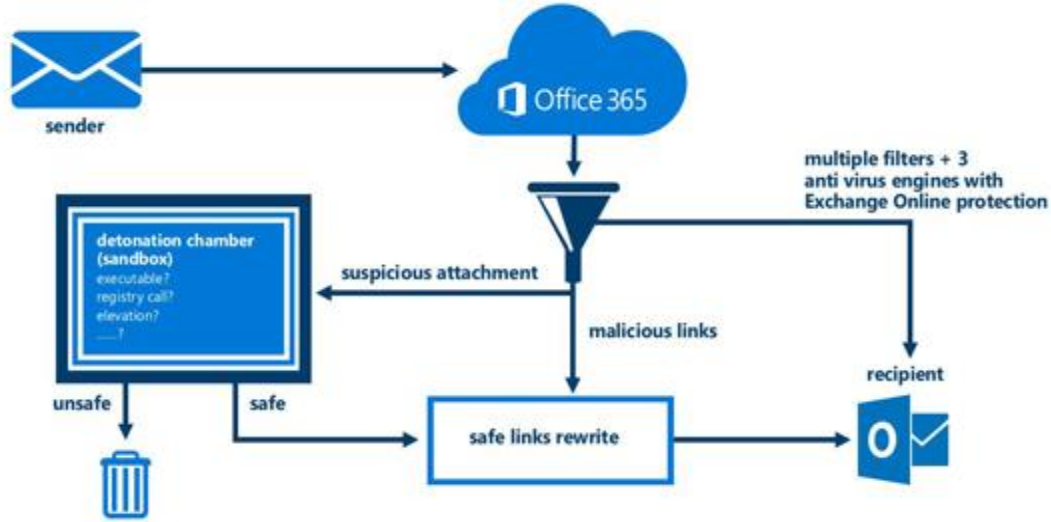 Office 365
sender
multiple filters + 3
anti virus engines with
Exchange Online protection
detonation chamber
(sandbox)
executable?
registry call?
elevation?
.....?
suspicious attachment
malicious links
recipient
unsafe
safe
safe links rewrite
O